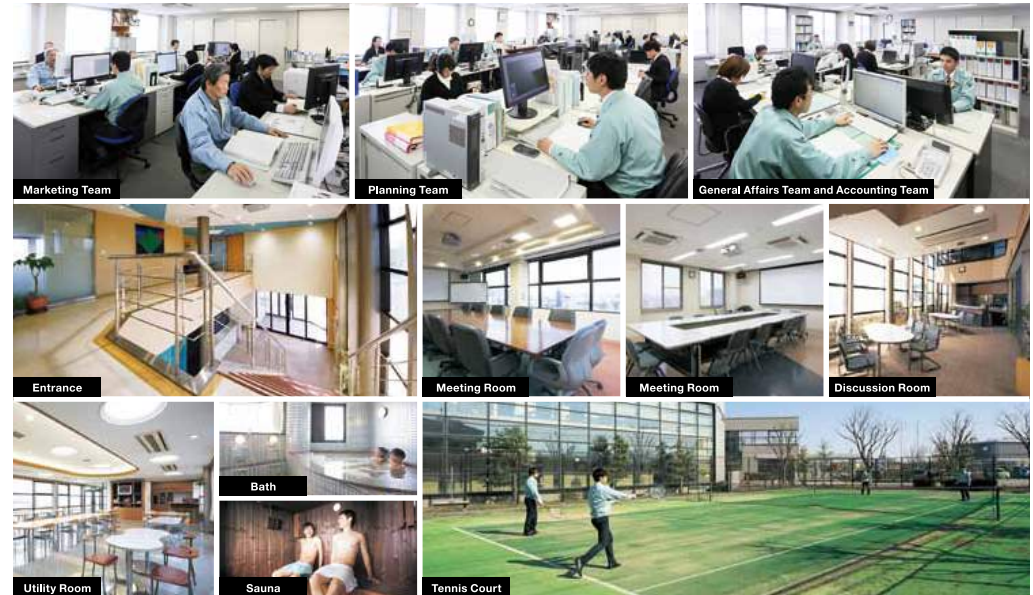 Marketing Team
Planning Team
General Affairs Team and Accounting Team
Entrance
Meeting Room
Meeting Room
Discussion Room
Utility Room
Bath
Sauna
Tennis Court